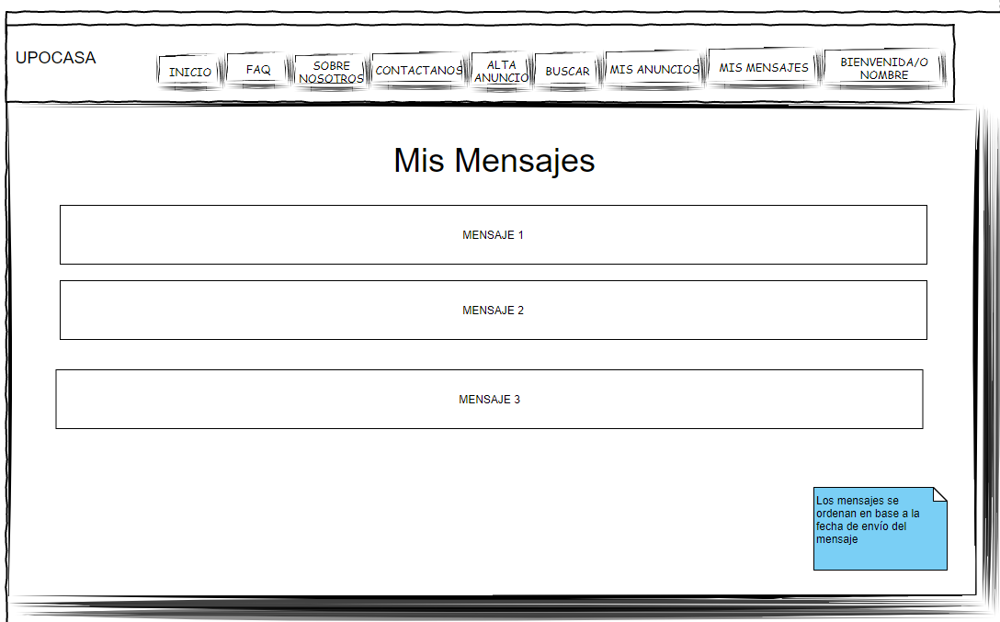 UPOCASA
INICIO
FAQ
SOBRE
NOSOTROS
CONTACTANOS
ALTA
ANUNCIO
BUSCAR
MIS ANUNCIOS
MIS MENSAJES
BIENVENIDA/O
NOMBRE
Mis Mensajes
MENSAJE 1
MENSAJE 2
MENSAJE 3
Los mensajes se
ordenan en base a la
fecha de envío del
mensaje